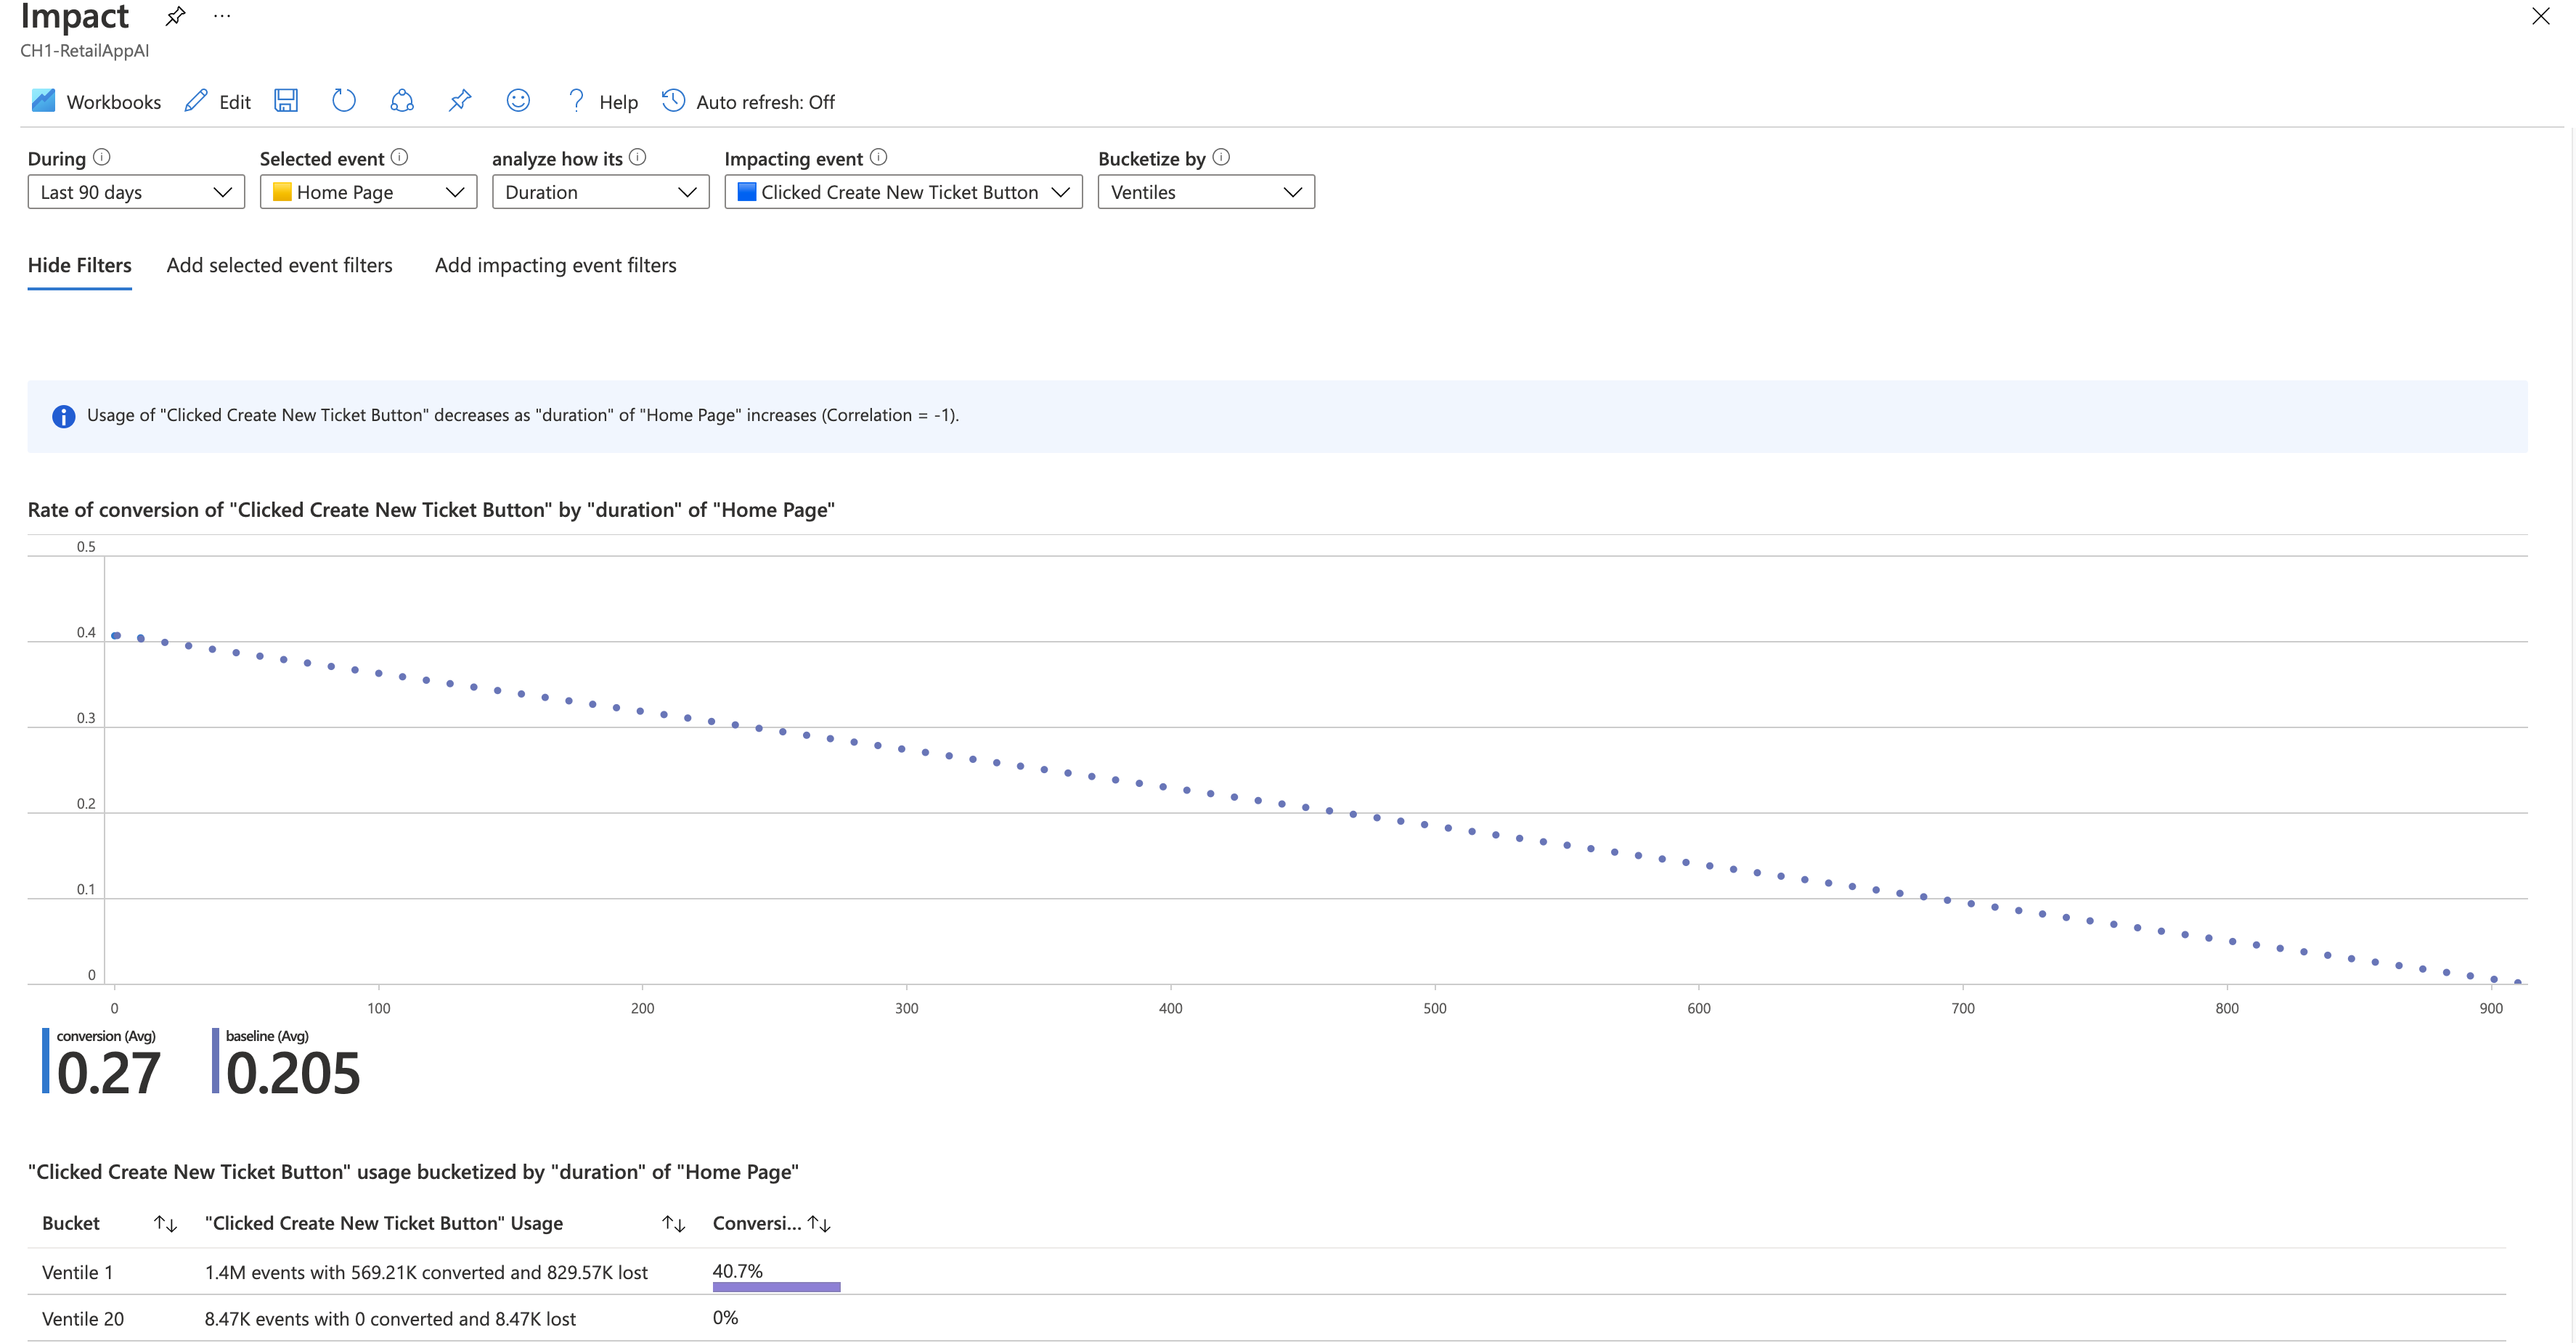 Impact
CH1-RetailAppAI
Workbooks Edit Help Auto refresh: Off
During Selected event analyze how its Impacting event Bucketize by
Last 90 days Home Page Duration Clicked Create New Ticket Button Ventiles
Hide Filters Add selected event filters Add impacting event filters
Usage of "Clicked Create New Ticket Button" decreases as "duration" of "Home Page" increases (Correlation = -1).
Rate of conversion of "Clicked Create New Ticket Button" by "duration" of "Home Page"
0.5
0.4
0.3
0.2
0.1
0
0 100 200 300 400 500 600 700 800 900
conversion (Avg) baseline (Avg)
0.27 0.205
"Clicked Create New Ticket Button" usage bucketized by "duration" of "Home Page"
Bucket "Clicked Create New Ticket Button" Usage Conversi...
Ventile 1 1.4M events with 569.21K converted and 829.57K lost 40.7%
Ventile 20 8.47K events with 0 converted and 8.47K lost 0%